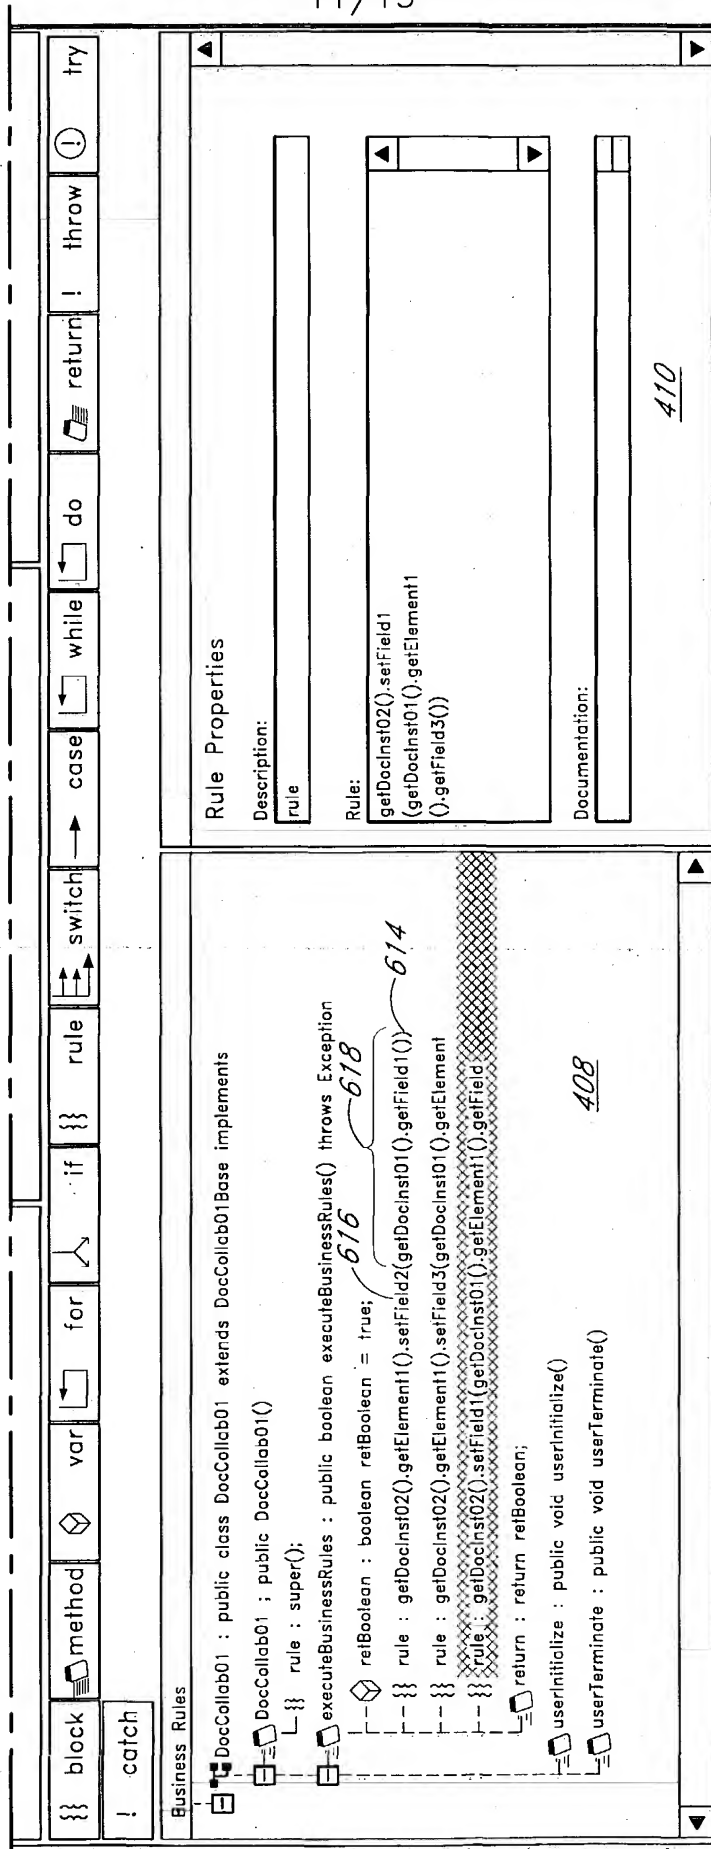 11/15
block
method
var
for
if
rule
switch
case
while
do
return
! throw
! try
! catch
Business Rules
DocCollab01 : public class DocCollab01 extends DocCollab01Base implements
DocCollab01 ; public DocCollab01()
rule : super();
executeBusinessRules : public boolean executeBusinessRules() throws Exception
retBoolean : boolean retBoolean = true;
616
618
rule : getDocInst02().getElement1().setField2(getDocInst01().getField1())
614
rule : getDocInst02().getElement1().setField3(getDocInst01().getElement
rule : getDocInst02().setField1(getDocInst01().getElement1().getField
return : return retBoolean;
408
userInitialize : public void userInitialize()
userTerminate : public void userTerminate()
Rule Properties
Description:
rule
Rule:
getDocInst02().setField1
(getDocInst01().getElement1
().getField3())
Documentation:
410